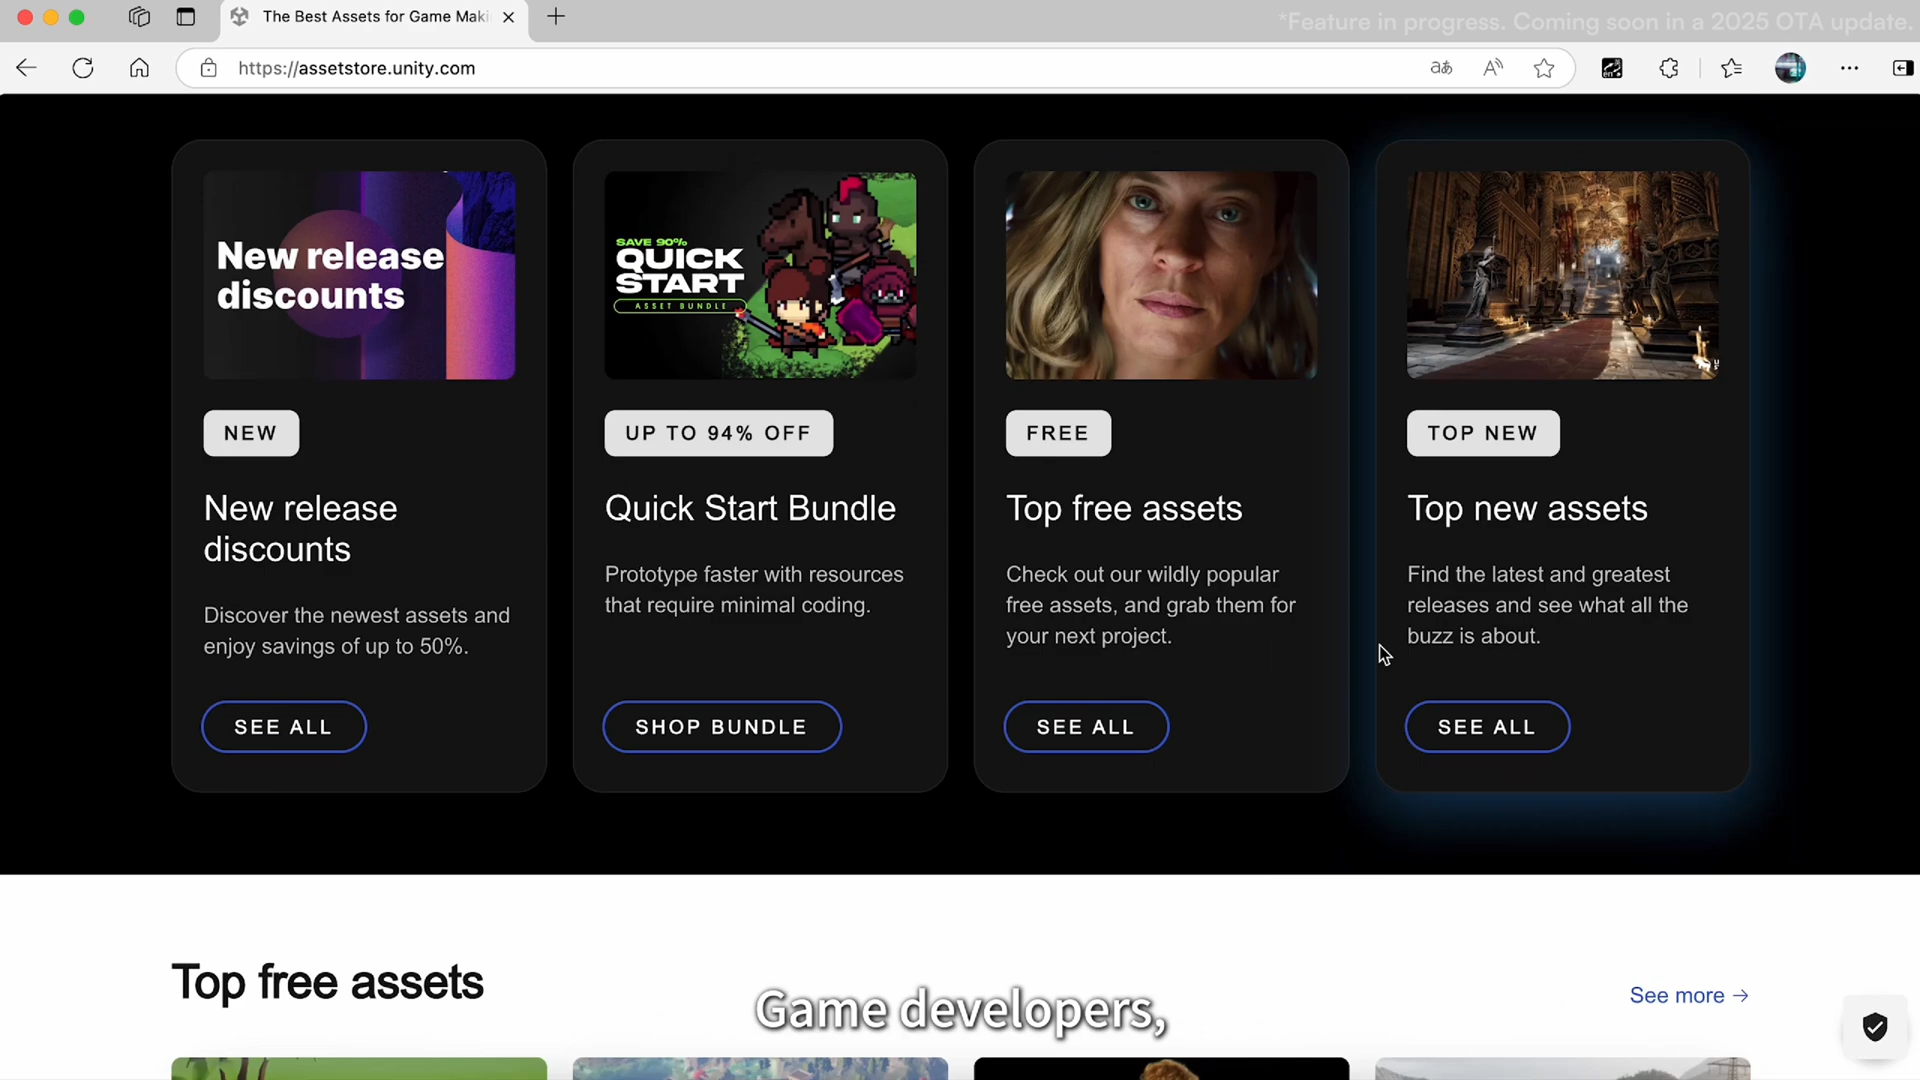 The Best Assets for Game Maki
*Feature in progress. Coming soon in a 2025 OTA update.
https://assetstore.unity.com
New release
discounts
NEW
New release
discounts
Discover the newest assets and
enjoy savings of up to 50%.
SEE ALL
SAVE 90%
QUICK
START
ASSET BUNDLE
UP TO 94% OFF
Quick Start Bundle
Prototype faster with resources
that require minimal coding.
SHOP BUNDLE
FREE
Top free assets
Check out our wildly popular
free assets, and grab them for
your next project.
SEE ALL
TOP NEW
Top new assets
Find the latest and greatest
releases and see what all the
buzz is about.
SEE ALL
Top free assets
See more
Game developers,